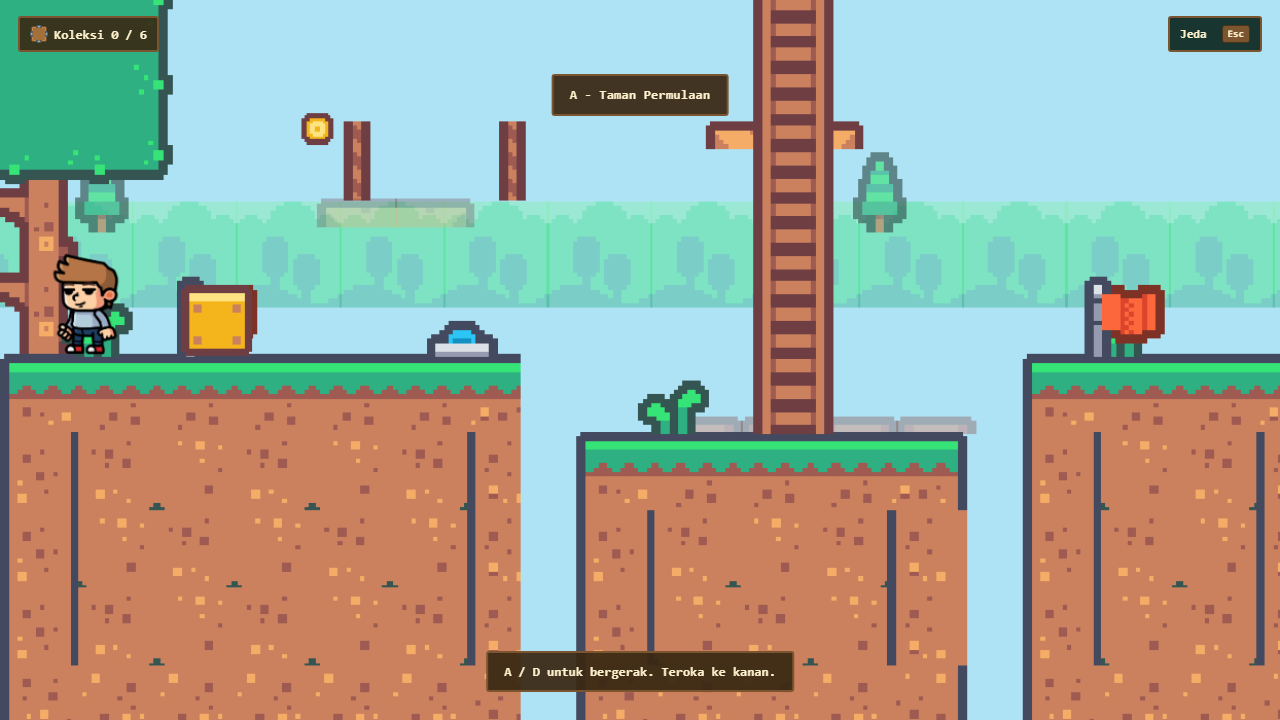 Koleksi 0 / 6
Jeda Esc
A - Taman Permulaan
A / D untuk bergerak. Teroka ke kanan.